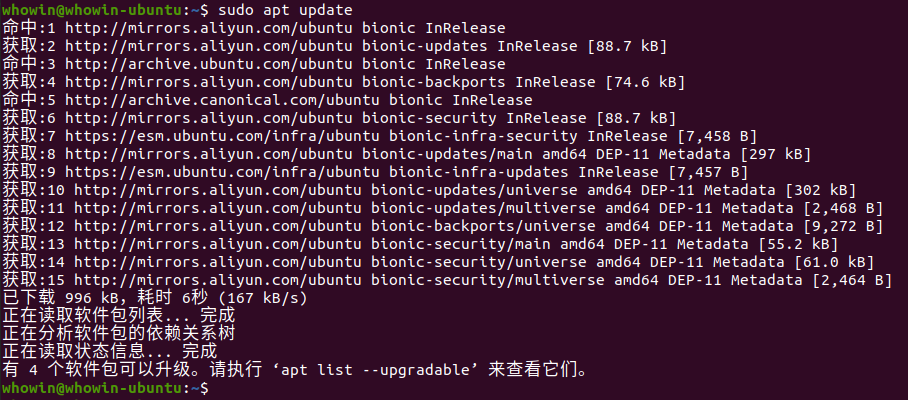 whowin@whowin-ubuntu:~$ sudo apt update
命中:1 http://mirrors.aliyun.com/ubuntu bionic InRelease
获取:2 http://mirrors.aliyun.com/ubuntu bionic-updates InRelease [88.7 kB]
命中:3 http://archive.ubuntu.com/ubuntu bionic InRelease
获取:4 http://mirrors.aliyun.com/ubuntu bionic-backports InRelease [74.6 kB]
命中:5 http://archive.canonical.com/ubuntu bionic InRelease
获取:6 http://mirrors.aliyun.com/ubuntu bionic-security InRelease [88.7 kB]
获取:7 https://esm.ubuntu.com/infra/ubuntu bionic-infra-security InRelease [7,458 B]
获取:8 http://mirrors.aliyun.com/ubuntu bionic-updates/main amd64 DEP-11 Metadata [297 kB]
获取:9 https://esm.ubuntu.com/infra/ubuntu bionic-infra-updates InRelease [7,457 B]
获取:10 http://mirrors.aliyun.com/ubuntu bionic-updates/universe amd64 DEP-11 Metadata [302 kB]
获取:11 http://mirrors.aliyun.com/ubuntu bionic-updates/multiverse amd64 DEP-11 Metadata [2,468 B]
获取:12 http://mirrors.aliyun.com/ubuntu bionic-backports/universe amd64 DEP-11 Metadata [9,272 B]
获取:13 http://mirrors.aliyun.com/ubuntu bionic-security/main amd64 DEP-11 Metadata [55.2 kB]
获取:14 http://mirrors.aliyun.com/ubuntu bionic-security/universe amd64 DEP-11 Metadata [61.0 kB]
获取:15 http://mirrors.aliyun.com/ubuntu bionic-security/multiverse amd64 DEP-11 Metadata [2,464 B]
已下载 996 kB，耗时 6秒 (167 kB/s)
正在读取软件包列表... 完成
正在分析软件包的依赖关系树
正在读取状态信息... 完成
有 4 个软件包可以升级。请执行 ‘apt list --upgradable’ 来查看它们。
whowin@whowin-ubuntu:~$